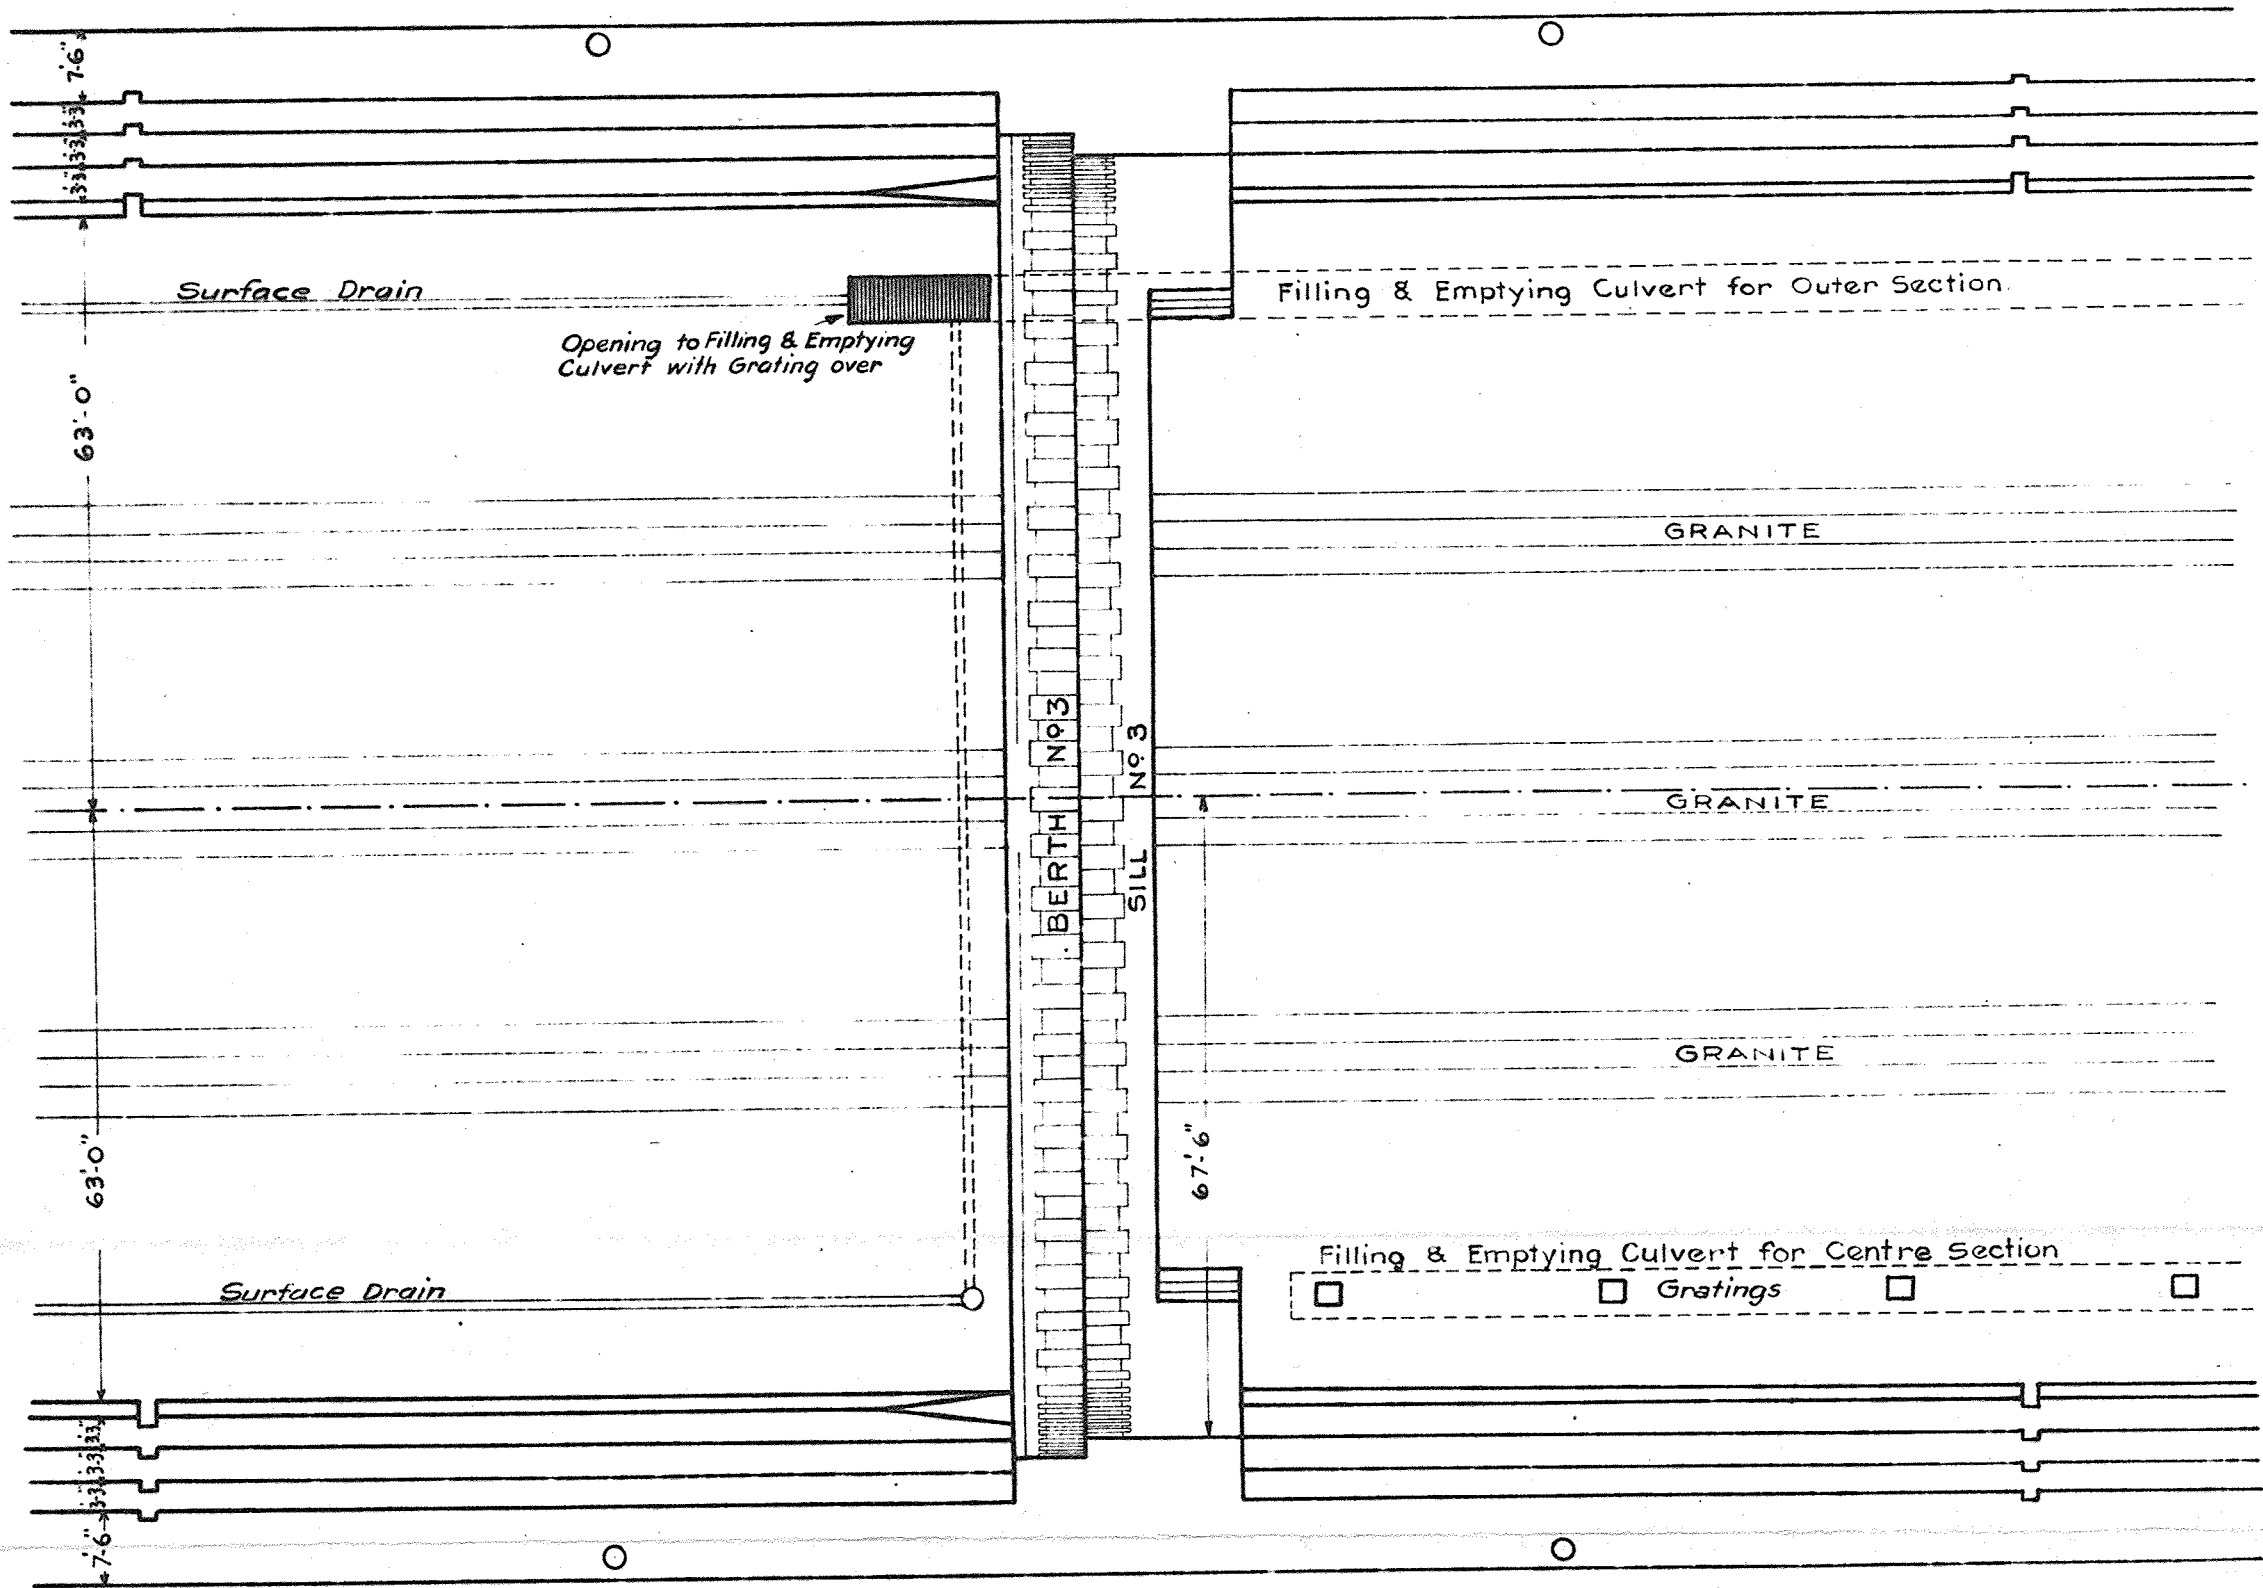 7'-6"
3'-3"
3'-3"
3'-3"
Surface Drain
Filling & Emptying Culvert for Outer Section.
Opening to Filling & Emptying
Culvert with Grating over
63'-0"
GRANITE
BERTH Nº 3
SILL Nº 3
GRANITE
GRANITE
63'-0"
67'-6"
Filling & Emptying Culvert for Centre Section
Surface Drain
Gratings
3'-3"
3'-3"
3'-3"
7'-6"